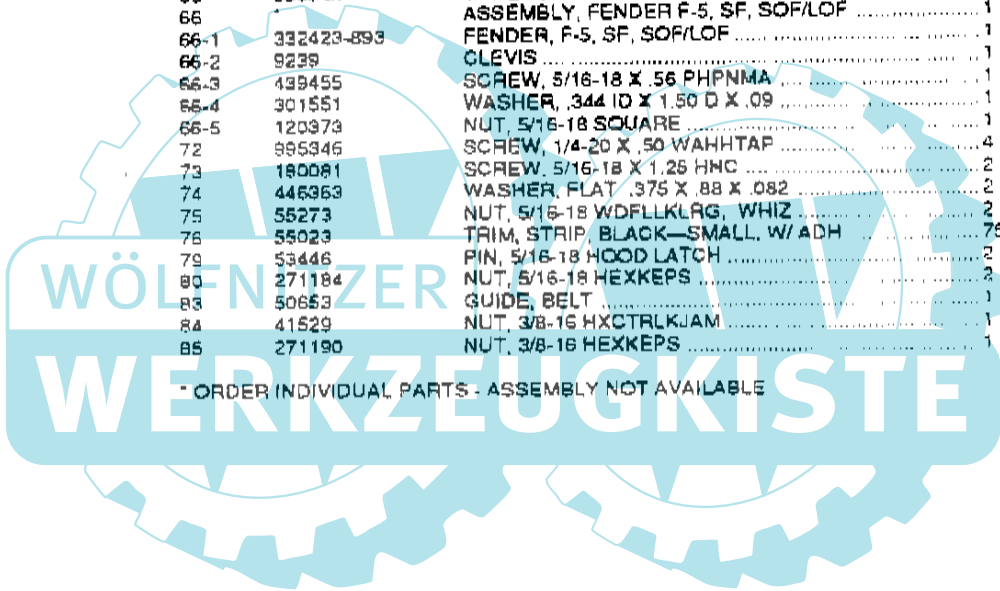 66 * ASSEMBLY, FENDER F-5, SF, SOF/LOF 1
66-1 332423-893 FENDER, F-5, SF, SOF/LOF 1
66-2 9239 CLEVIS 1
66-3 439455 SCREW, 5/16-18 X .56 PHPNMA 1
66-4 301551 WASHER, .344 ID X 1.50 D X .09 1
66-5 120373 NUT, 5/16-18 SQUARE 1
72 995346 SCREW, 1/4-20 X .50 WAHHTAP 4
73 180081 SCREW, 5/16-18 X 1.25 HHC 2
74 446363 WASHER, FLAT .375 X .88 X .082 2
75 55273 NUT, 5/16-18 WDFLLKLRG, WHIZ 2
76 55023 TRIM, STRIP, BLACK—SMALL, W/ ADH 76
79 53446 PIN, 5/16-18 HOOD LATCH 2
80 271184 NUT, 5/16-18 HEXKEPS 2
83 50653 GUIDE, BELT 1
84 41529 NUT, 3/8-16 HXCTRLKJAM 1
85 271190 NUT, 3/8-16 HEXKEPS 1
* ORDER INDIVIDUAL PARTS - ASSEMBLY NOT AVAILABLE
WÖLFNITZER
WERKZEUGKISTE